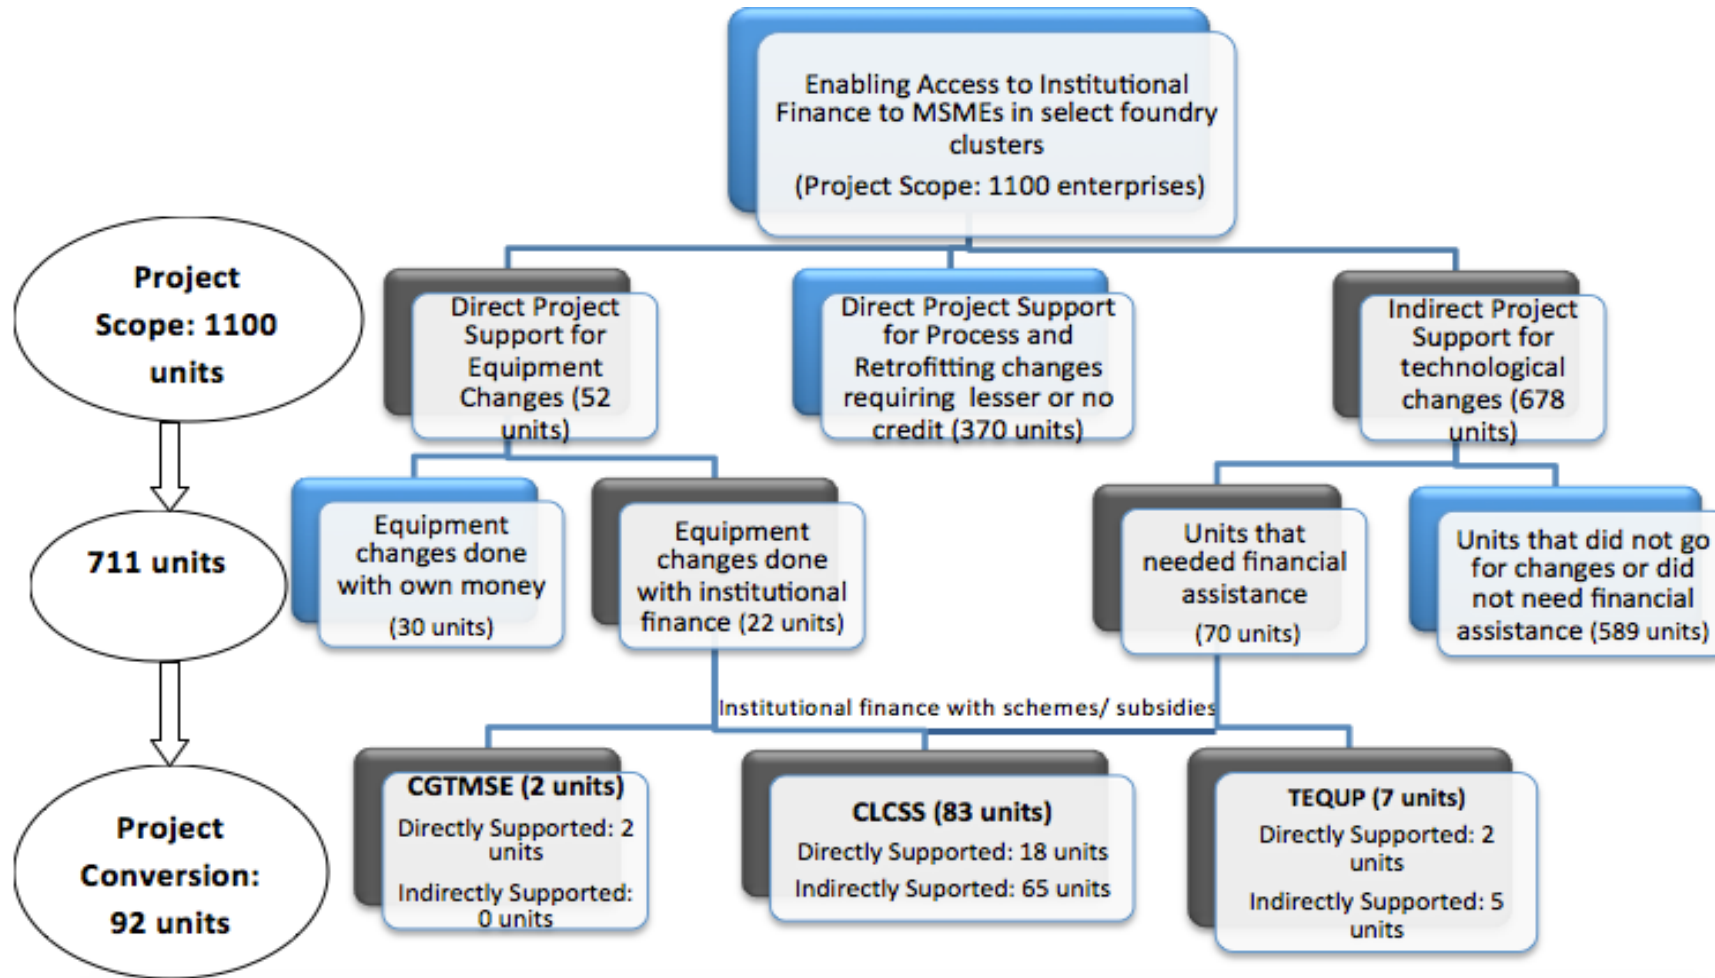 Enabling Access to Institutional
Finance to MSMEs in select foundry
clusters
(Project Scope: 1100 enterprises)
Project
Scope: 1100
units
Direct Project
Support for
Equipment
Changes (52
units)
Direct Project Support
for Process and
Retrofitting changes
requiring lesser or no
credit (370 units)
Indirect Project
Support for
technological
changes (678
units)
711 units
Equipment
changes done
with own money
(30 units)
Equipment
changes done
with institutional
finance (22 units)
Units that
needed financial
assistance
(70 units)
Units that did not go
for changes or did
not need financial
assistance (589 units)
Institutional finance with schemes/ subsidies
Project
Conversion:
92 units
CGTMSE (2 units)
Directly Supported: 2
units
Indirectly Supported:
0 units
CLCSS (83 units)
Directly Supported: 18 units
Indirectly Suported: 65 units
TEQUP (7 units)
Directly Supported: 2
units
Indirectly Supported: 5
units